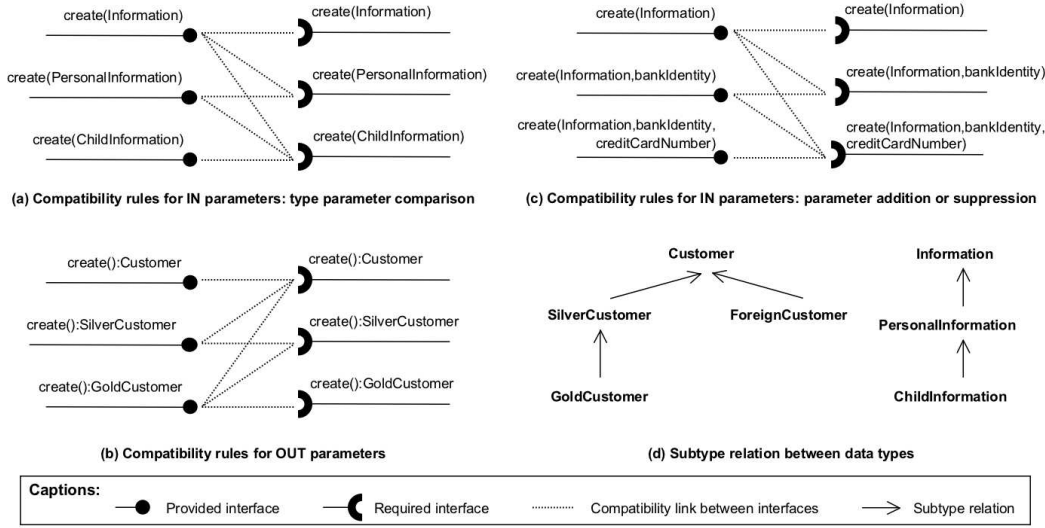 create(Information)
create(Information)
create(PersonalInformation)
create(PersonalInformation)
create(ChildInformation)
create(ChildInformation)
(a) Compatibility rules for IN parameters: type parameter comparison
create(Information)
create(Information)
create(Information,bankIdentity)
create(Information,bankIdentity)
create(Information,bankIdentity,
creditCardNumber)
create(Information,bankIdentity,
creditCardNumber)
(c) Compatibility rules for IN parameters: parameter addition or suppression
create():Customer
create():Customer
create():SilverCustomer
create():SilverCustomer
create():GoldCustomer
create():GoldCustomer
(b) Compatibility rules for OUT parameters
Customer
Information
SilverCustomer
ForeignCustomer
PersonalInformation
GoldCustomer
ChildInformation
(d) Subtype relation between data types
Captions:
Provided interface
Required interface
Compatibility link between interfaces
Subtype relation